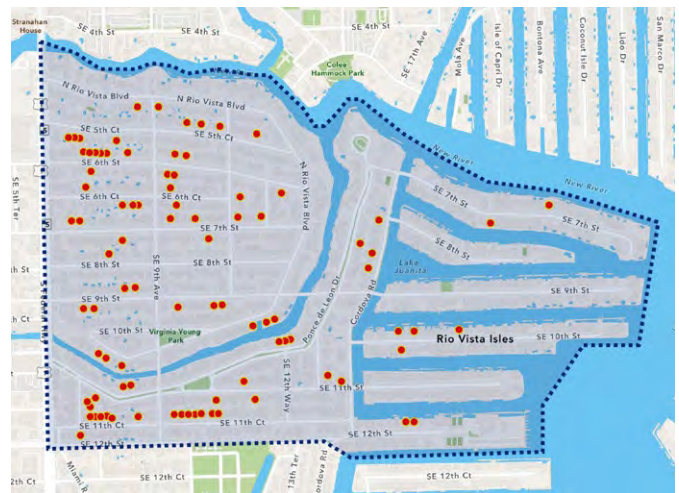 Stranahan
House
SE 4th St
SE 4th St
SE 4th St
SE 17th Ave
Mola Ave
Isle of Capri Dr
Bontona Ave
Coconut Isle Dr
Lido Dr
San Marco Dr
Colee
Hammock Park
N Rio Vista Blvd
N Rio Vista Blvd
SE 5th Ct
SE 5th Ct
SE 6th St
New River
New River
SE 5th Ter
N Rio Vista Blvd
SE 6th Ct
SE 6th Ct
SE 7th St
SE 7th St
SE 7th St
SE 8th St
SE 8th St
SE 8th St
SE 9th Ave
Lake
Juanita
SE 9th St
SE 9th St
Ponce de Leon Dr
Cordova Rd
SE 10th St
Virginia Young
Park
SE 10th St
Rio Vista Isles
SE 12th Way
SE 11th St
SE 11th St
SE 11th Ct
SE 11th Ct
SE 12th St
SE 12th St
Miami R
SE 12th Ct
13th Ter
Cordova Rd
SE 12th Ct